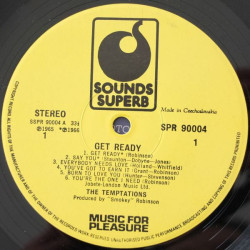 SOUNDS
SUPERB
Made in Czechoslovakia
STEREO
SSPR 90004 A 33⅓
℗1965 *℗1966
1
SPR 90004
1
GET READY
1. GET READY* (Robinson)
2. SAY YOU* (Staunton-Dobyne-Jones)
3. EVERYBODY NEEDS LOVE (Holland-Whitfield)
4. YOU'VE GOT TO EARN IT (Grant-Robinson)
5. BORN TO LOVE YOU (Hunter-Stevenson)
6. YOU'RE THE ONE I NEED (Robinson)
Jobete-London Music Ltd.
THE TEMPTATIONS
Produced by "Smokey" Robinson
MUSIC FOR
PLEASURE